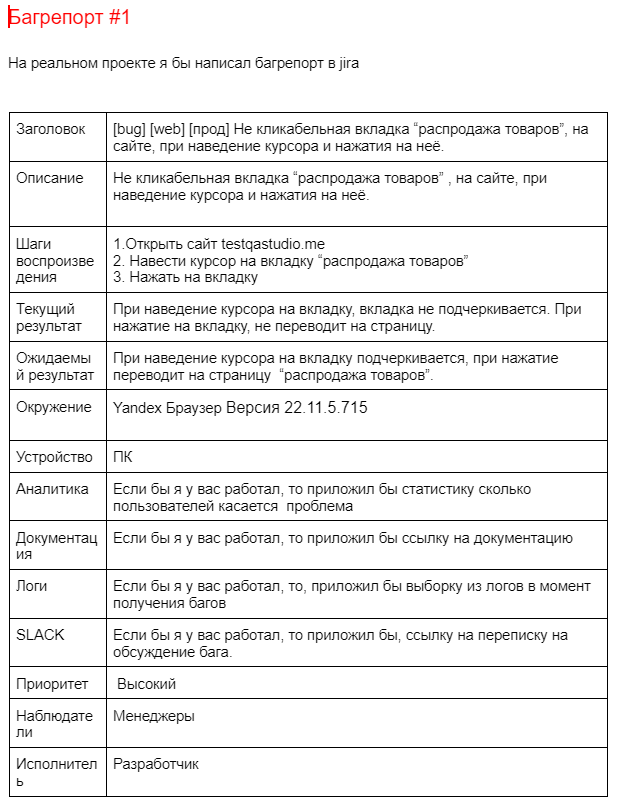 Багрепорт #1
На реальном проекте я бы написал багрепорт в jira
Заголовок
[bug] [web] [прод] Не кликабельная вкладка “распродажа товаров”, на
сайте, при наведение курсора и нажатия на неё.
Описание
Не кликабельная вкладка “распродажа товаров” , на сайте, при
наведение курсора и нажатия на неё.
Шаги
воспроизве
дения
1.Открыть сайт testqastudio.me
2. Навести курсор на вкладку “распродажа товаров”
3. Нажать на вкладку
Текущий
результат
При наведение курсора на вкладку, вкладка не подчеркивается. При
нажатие на вкладку, не переводит на страницу.
Ожидаемы
й результат
При наведение курсора на вкладку подчеркивается, при нажатие
переводит на страницу  “распродажа товаров”.
Окружение
Yandex Браузер Версия 22.11.5.715
Устройство
ПК
Аналитика
Если бы я у вас работал, то приложил бы статистику сколько
пользователей касается  проблема
Документац
ия
Если бы я у вас работал, то приложил бы ссылку на документацию
Логи
Если бы я у вас работал, то, приложил бы выборку из логов в момент
получения багов
SLACK
Если бы я у вас работал, то приложил бы, ссылку на переписку на
обсуждение бага.
Приоритет
Высокий
Наблюдате
ли
Менеджеры
Исполнител
ь
Разработчик